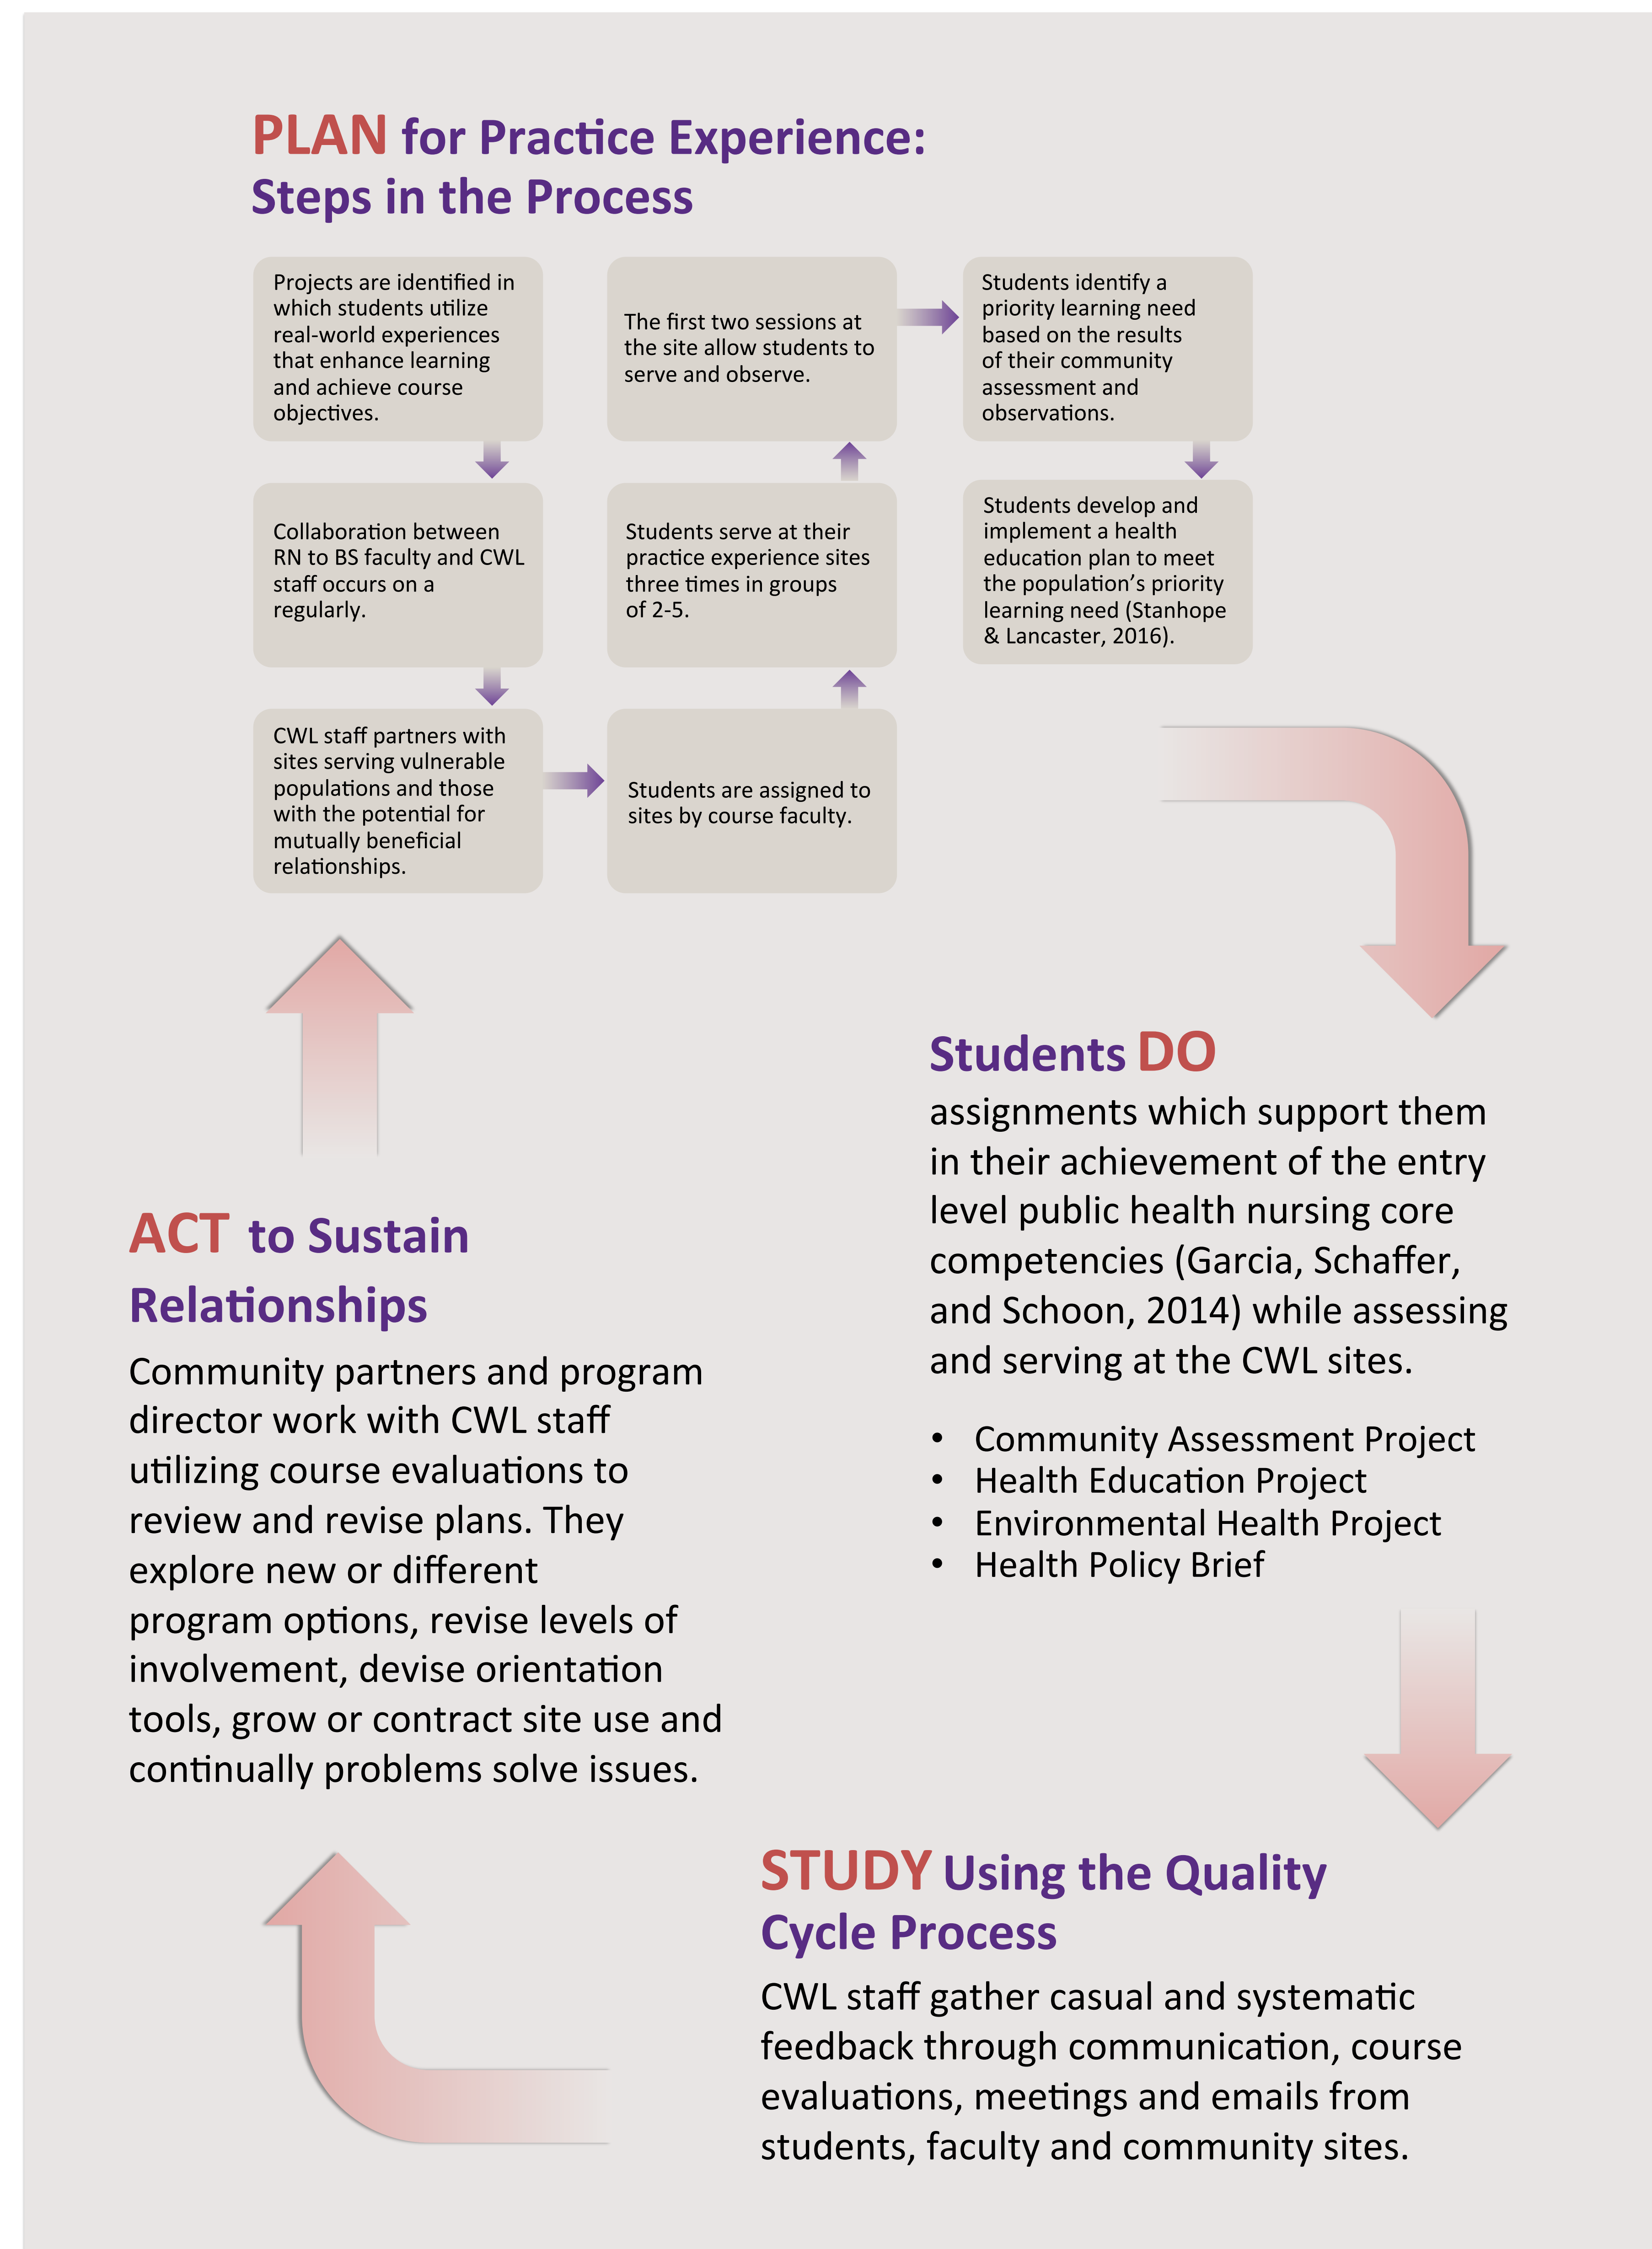 PLAN for Practice Experience:
Steps in the Process
Projects are identified in
which students utilize
real-world experiences
that enhance learning
and achieve course
objectives.
Collaboration between
RN to BS faculty and CWL
staff occurs on a
regularly.
CWL staff partners with
sites serving vulnerable
populations and those
with the potential for
mutually beneficial
relationships.
Students are assigned to
sites by course faculty.
Students serve at their
practice experience sites
three times in groups
of 2-5.
The first two sessions at
the site allow students to
serve and observe.
Students identify a
priority learning need
based on the results
of their community
assessment and
observations.
Students develop and
implement a health
education plan to meet
the population’s priority
learning need (Stanhope
& Lancaster, 2016).
Students DO
assignments which support them
in their achievement of the entry
level public health nursing core
competencies (Garcia, Schaffer,
and Schoon, 2014) while assessing
and serving at the CWL sites.
• Community Assessment Project
• Health Education Project
• Environmental Health Project
• Health Policy Brief
STUDY Using the Quality
Cycle Process
CWL staff gather casual and systematic
feedback through communication, course
evaluations, meetings and emails from
students, faculty and community sites.
ACT to Sustain
Relationships
Community partners and program
director work with CWL staff
utilizing course evaluations to
review and revise plans. They
explore new or different
program options, revise levels of
involvement, devise orientation
tools, grow or contract site use and
continually problems solve issues.